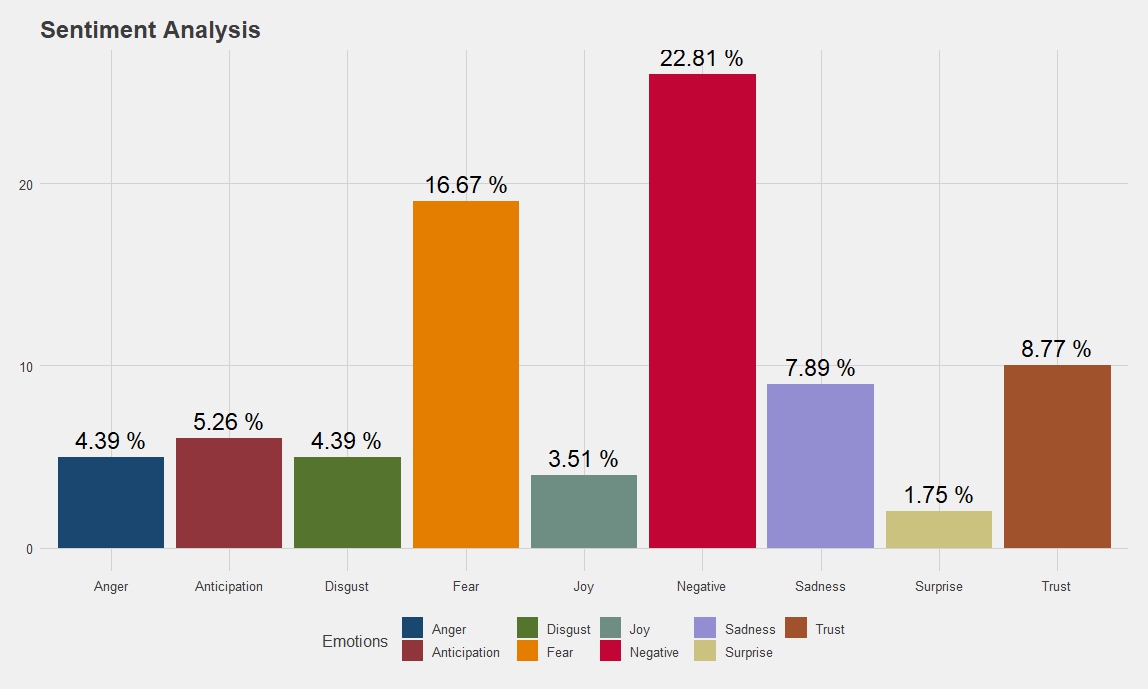 Sentiment Analysis
22.81 %
20
16.67 %
8.77 %
10
7.89 %
5.26 %
4.39 %
4.39 %
3.51 %
1.75 %
0
Anger Anticipation Disgust Fear Joy Negative Sadness Surprise Trust
Emotions
Anger Disgust Joy Sadness Trust
Anticipation Fear Negative Surprise